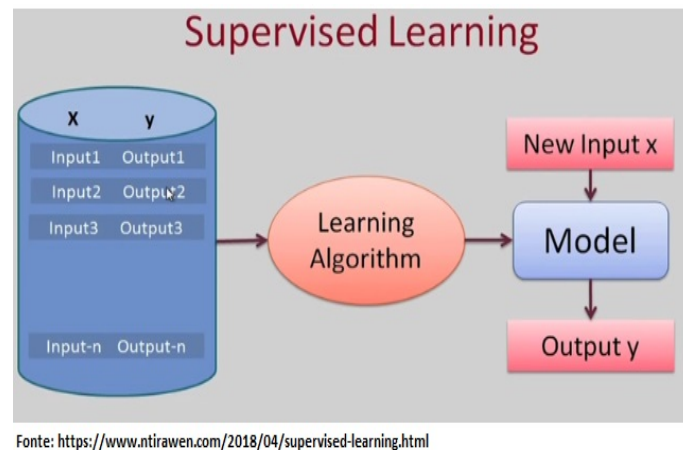 Supervised Learning
X y
Input1 Output1
Input2 Output2
Input3 Output3
Input-n Output-n
Learning
Algorithm
New Input x
Model
Output y
Fonte: https://www.ntirawen.com/2018/04/supervised-learning.html